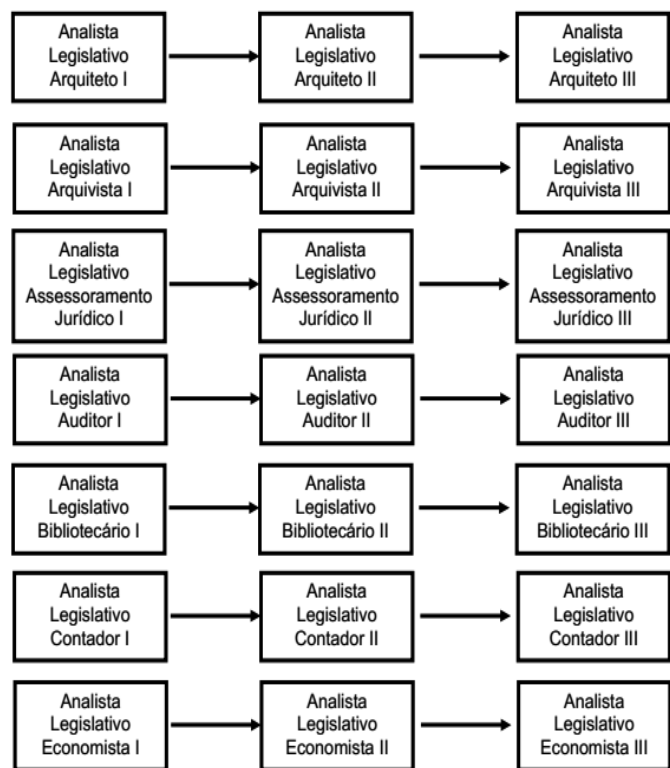 Analista
Legislativo
Arquiteto I
Analista
Legislativo
Arquiteto II
Analista
Legislativo
Arquiteto III
Analista
Legislativo
Arquivista I
Analista
Legislativo
Arquivista II
Analista
Legislativo
Arquivista III
Analista
Legislativo
Assessoramento
Jurídico I
Analista
Legislativo
Assessoramento
Jurídico II
Analista
Legislativo
Assessoramento
Jurídico III
Analista
Legislativo
Auditor I
Analista
Legislativo
Auditor II
Analista
Legislativo
Auditor III
Analista
Legislativo
Bibliotecário I
Analista
Legislativo
Bibliotecário II
Analista
Legislativo
Bibliotecário III
Analista
Legislativo
Contador I
Analista
Legislativo
Contador II
Analista
Legislativo
Contador III
Analista
Legislativo
Economista I
Analista
Legislativo
Economista II
Analista
Legislativo
Economista III